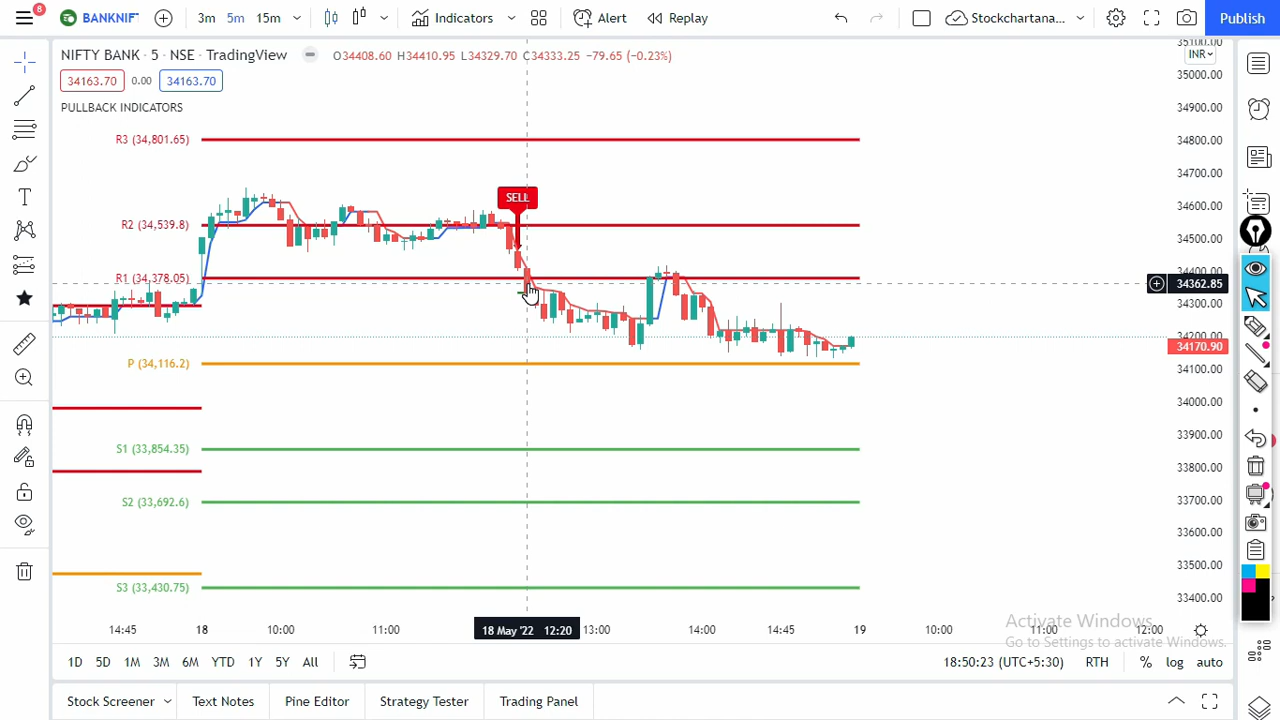 8
BANKNIF
3m 5m 15m
Indicators
Alert
Replay
Stockchartana...
Publish
NIFTY BANK · 5 · NSE · TradingView
O34408.60 H34410.95 L34329.70 C34333.25 −79.65 (−0.23%)
INR
34163.70 0.00 34163.70
PULLBACK INDICATORS
R3 (34,801.65)
SELL
R2 (34,539.8)
R1 (34,378.05)
P (34,116.2)
S1 (33,854.35)
S2 (33,692.6)
S3 (33,430.75)
35100.00
35000.00
34900.00
34800.00
34700.00
34600.00
34500.00
34400.00
34362.85
34300.00
34200.00
34170.90
34100.00
34000.00
33900.00
33800.00
33700.00
33600.00
33500.00
33400.00
14:45 18 10:00 11:00 18 May '22 12:20 13:00 14:00 14:45 19 10:00 11:00 12:00
Activate Windows
Go to Settings to activate Windows.
1D 5D 1M 3M 6M YTD 1Y 5Y All
18:50:23 (UTC+5:30) RTH % log auto
Stock Screener Text Notes Pine Editor Strategy Tester Trading Panel